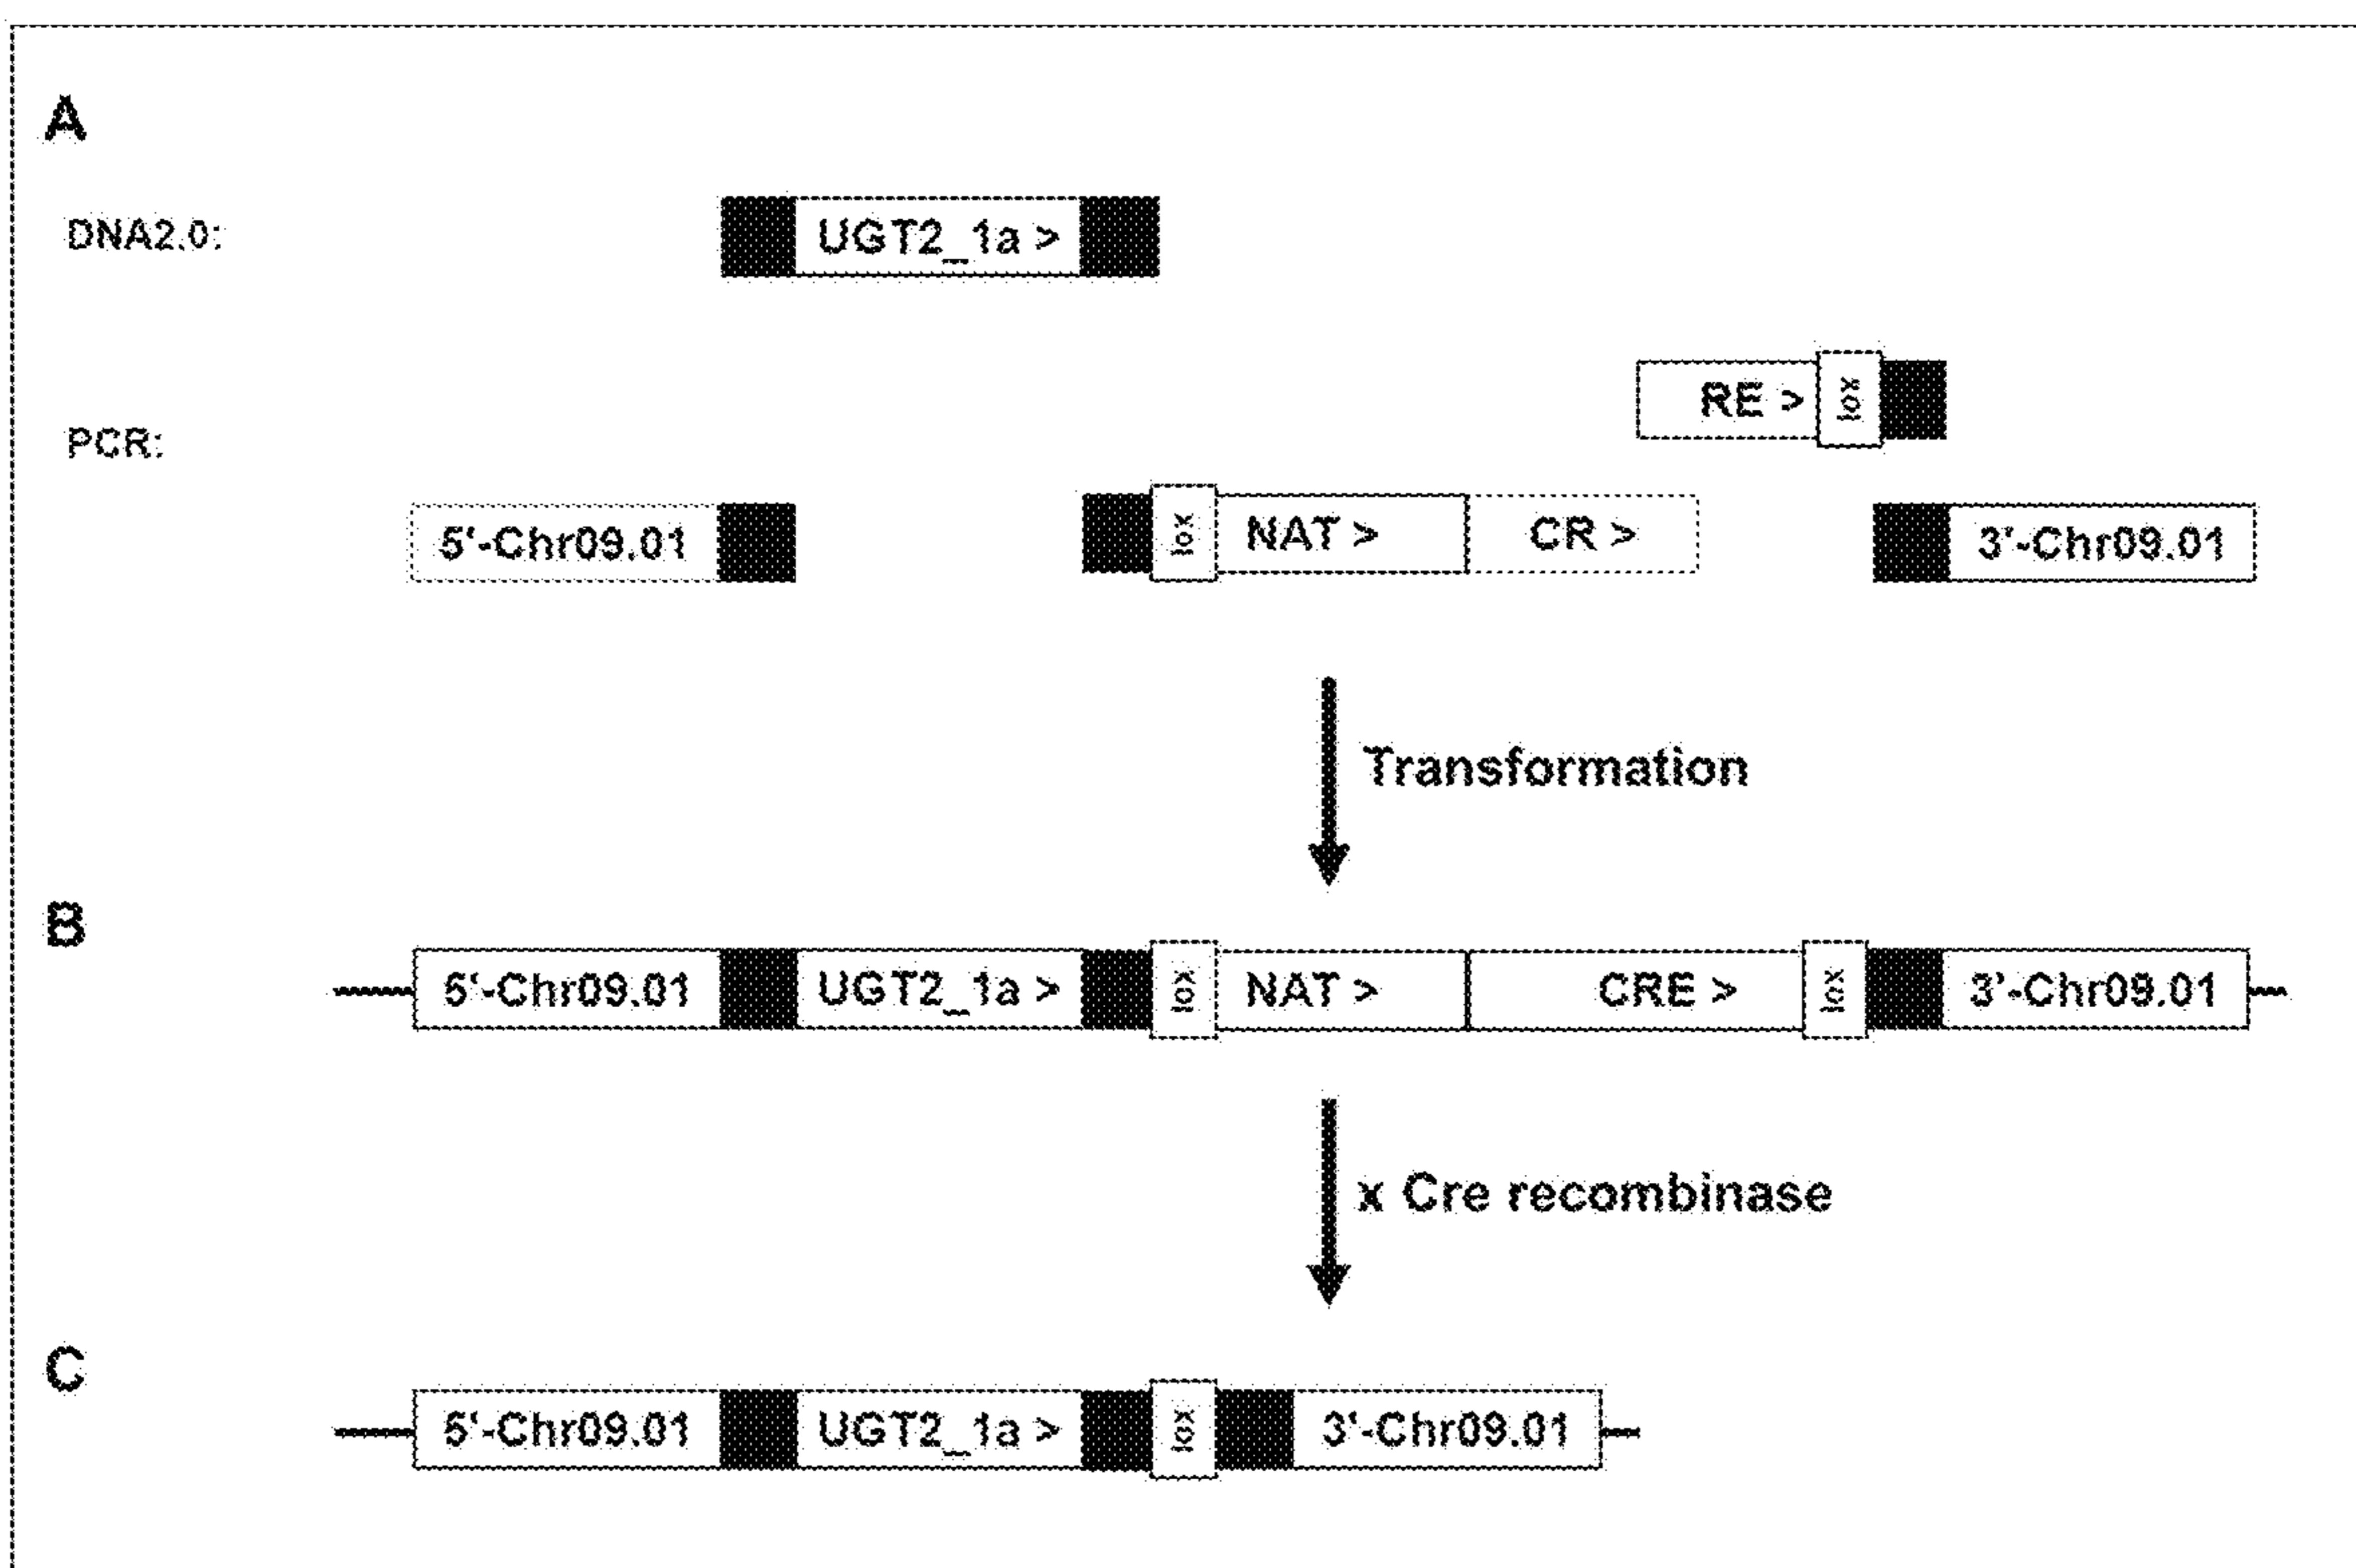 A
DNA2.0:
UGT2_1a >
RE >
lox
PCR:
5'-Chr09.01
lox
NAT >
CR >
3'-Chr09.01
Transformation
B
5'-Chr09.01
UGT2_1a >
lox
NAT >
CRE >
lox
3'-Chr09.01
x Cre recombinase
C
5'-Chr09.01
UGT2_1a >
lox
3'-Chr09.01